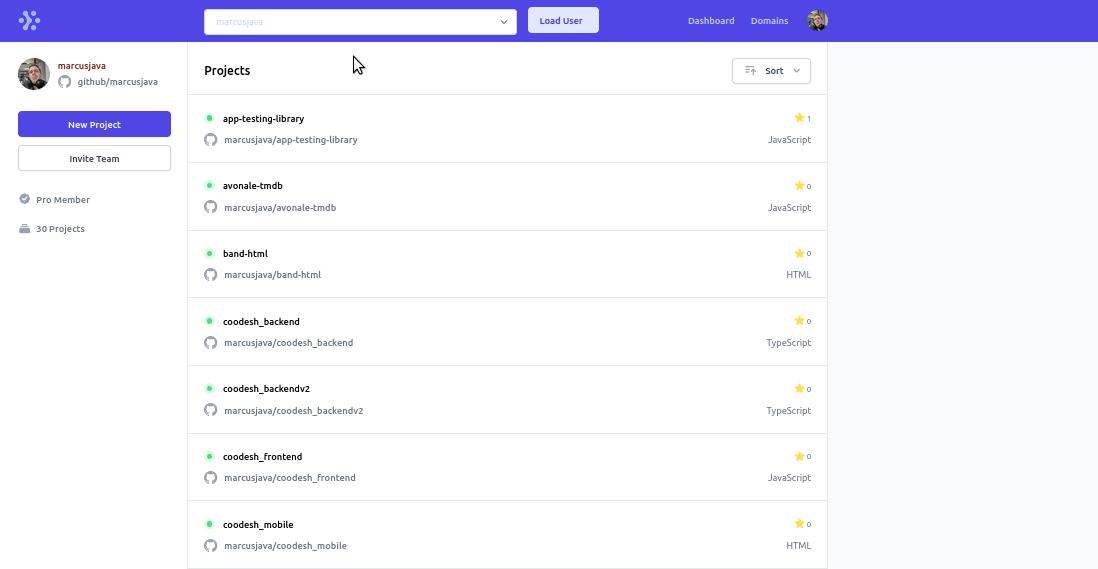 marcusjava
Load User
Dashboard
Domains
marcusjava
github/marcusjava
New Project
Invite Team
Pro Member
30 Projects
Projects
Sort
app-testing-library
1
marcusjava/app-testing-library
JavaScript
avonale-tmdb
0
marcusjava/avonale-tmdb
JavaScript
band-html
0
marcusjava/band-html
HTML
coodesh_backend
0
marcusjava/coodesh_backend
TypeScript
coodesh_backendv2
0
marcusjava/coodesh_backendv2
TypeScript
coodesh_frontend
0
marcusjava/coodesh_frontend
JavaScript
coodesh_mobile
0
marcusjava/coodesh_mobile
HTML